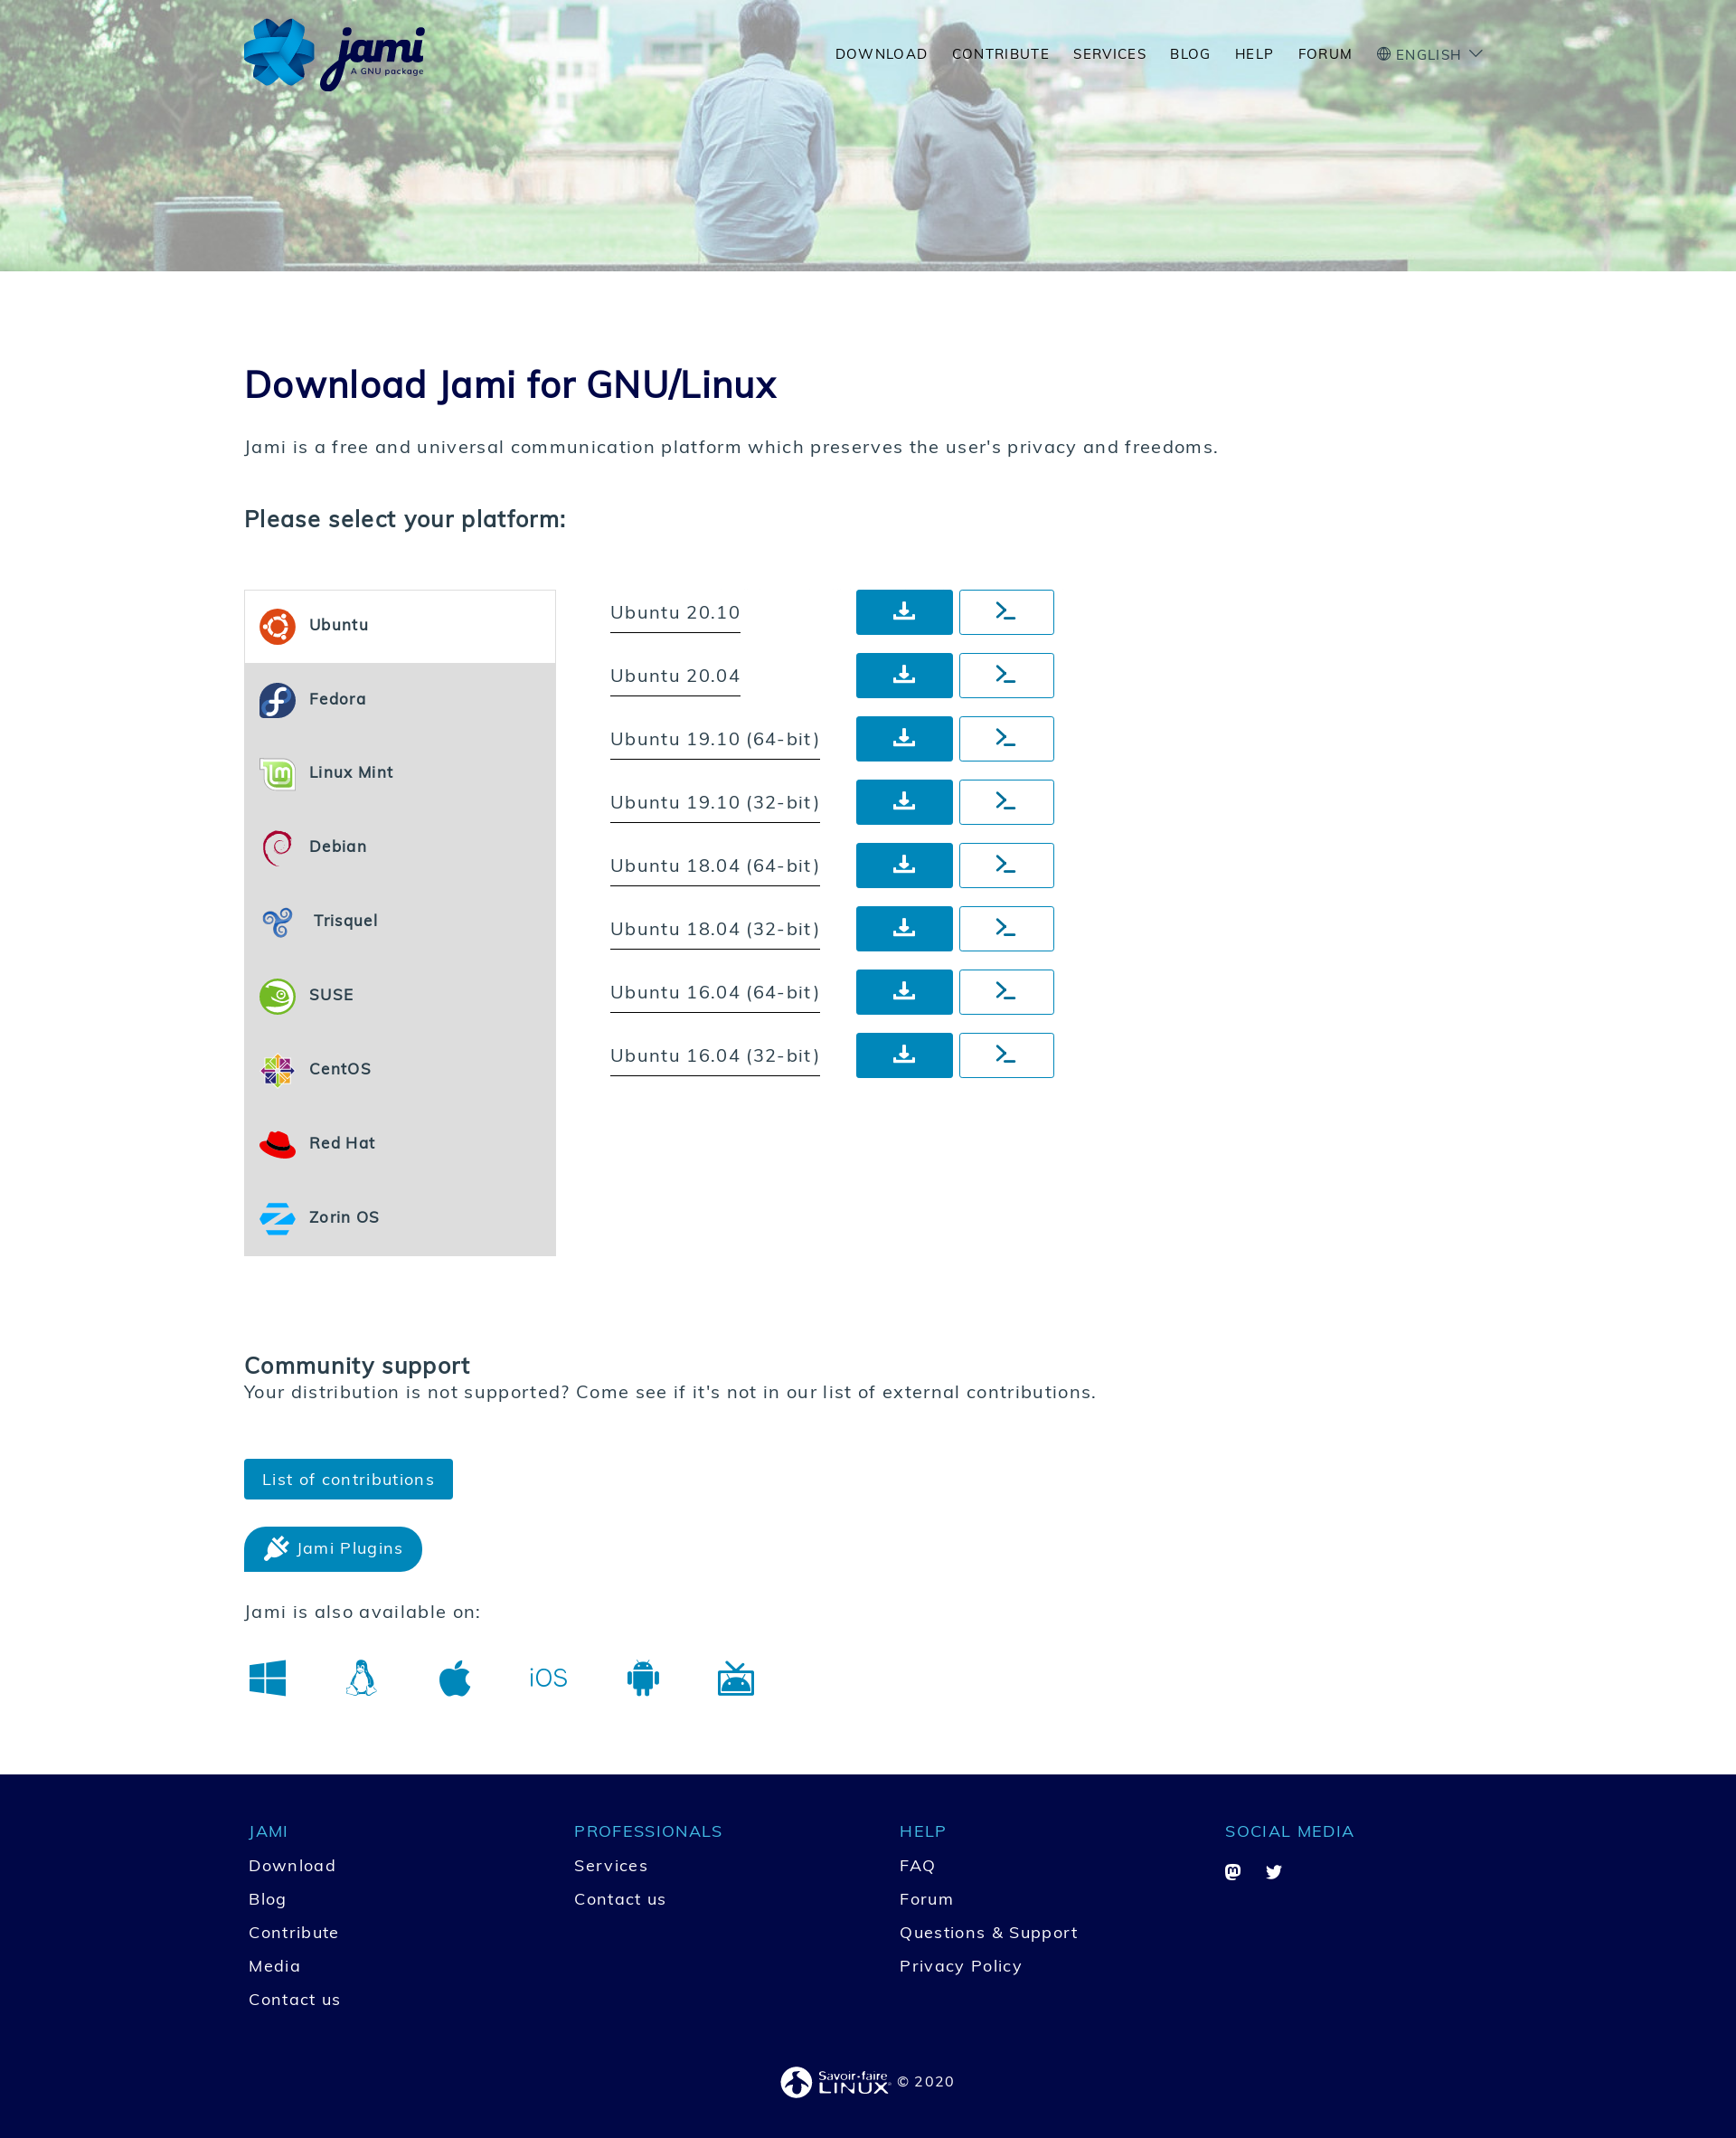 jami
A GNU package
DOWNLOAD CONTRIBUTE SERVICES BLOG HELP FORUM ENGLISH
Download Jami for GNU/Linux
Jami is a free and universal communication platform which preserves the user's privacy and freedoms.
Please select your platform:
Ubuntu
Fedora
Linux Mint
Debian
Trisquel
SUSE
CentOS
Red Hat
Zorin OS
Ubuntu 20.10
Ubuntu 20.04
Ubuntu 19.10 (64-bit)
Ubuntu 19.10 (32-bit)
Ubuntu 18.04 (64-bit)
Ubuntu 18.04 (32-bit)
Ubuntu 16.04 (64-bit)
Ubuntu 16.04 (32-bit)
Community support
Your distribution is not supported? Come see if it's not in our list of external contributions.
List of contributions
Jami Plugins
Jami is also available on:
iOS
JAMI
Download
Blog
Contribute
Media
Contact us
PROFESSIONALS
Services
Contact us
HELP
FAQ
Forum
Questions & Support
Privacy Policy
SOCIAL MEDIA
Savoir-faire
LINUX © 2020